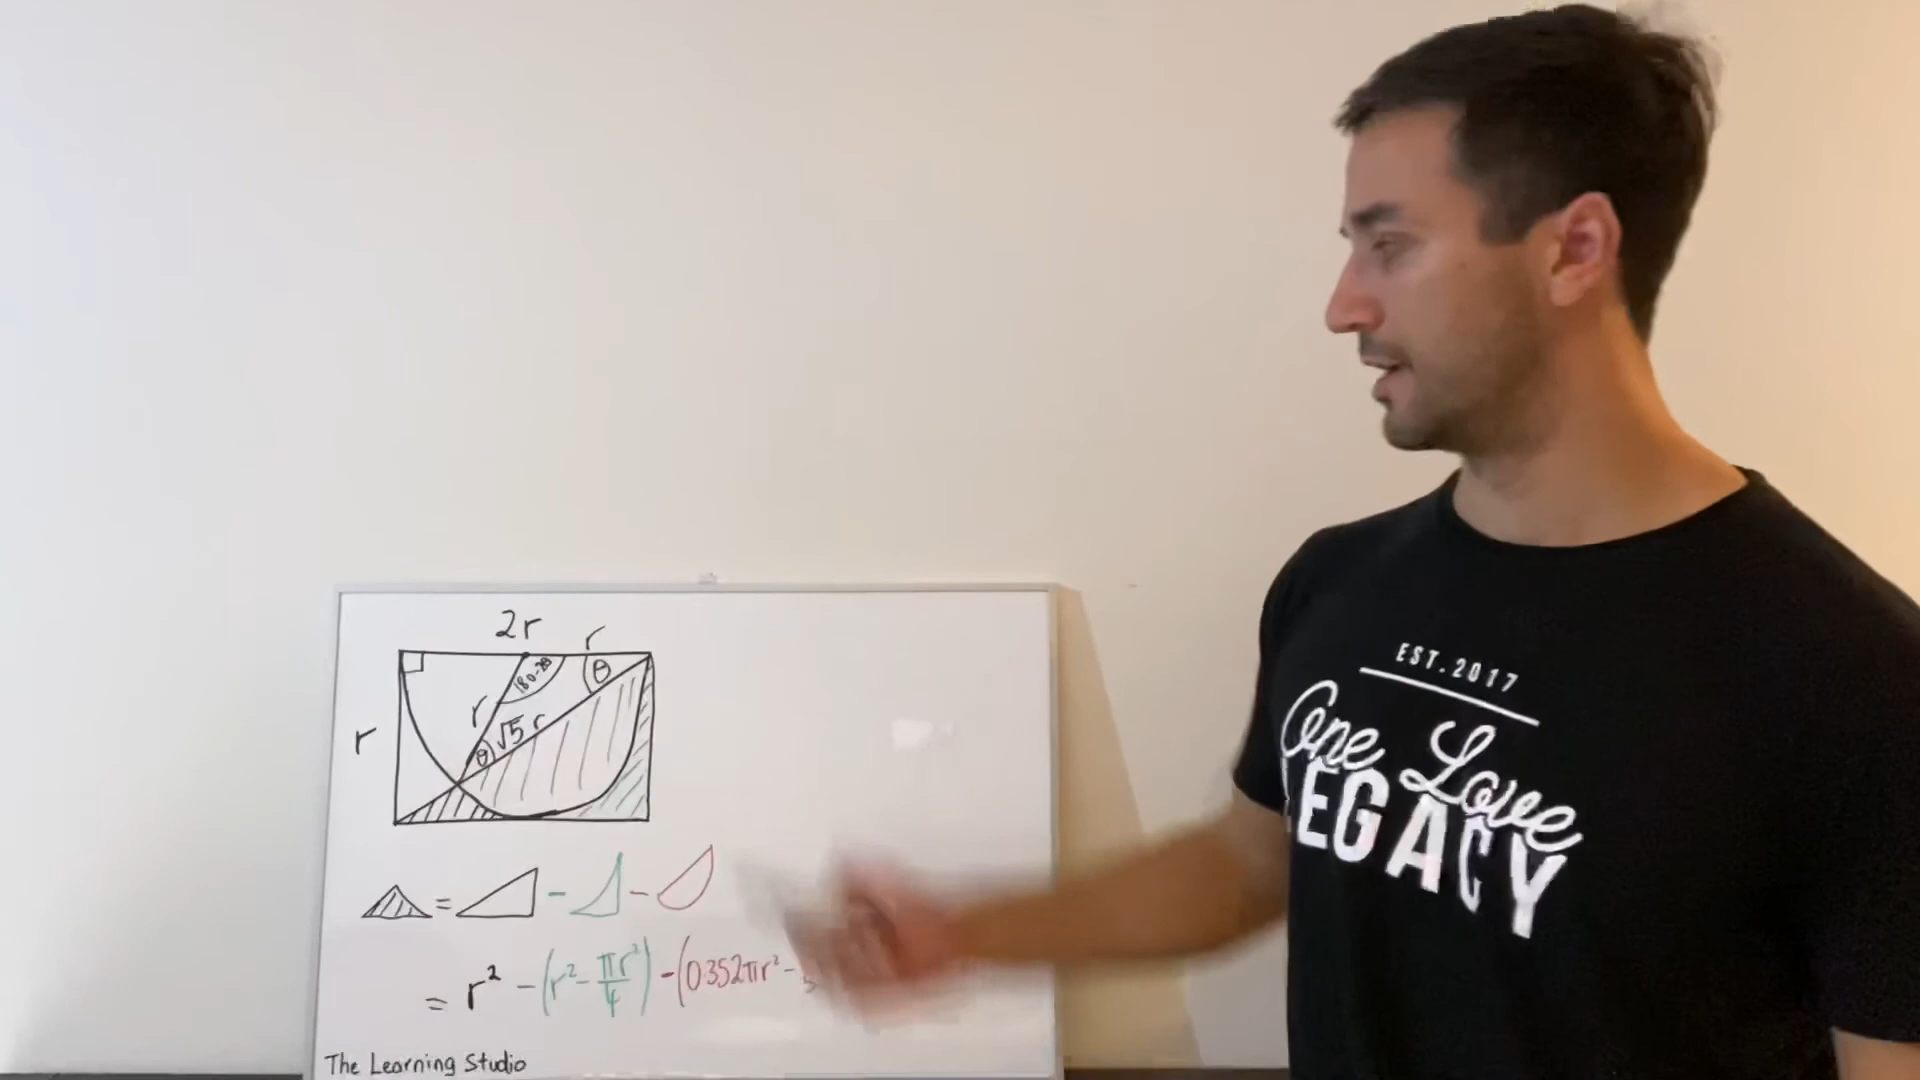 2r
r
θ
180-2θ
r
r
√5 r
θ
= - -
= r² - (r² - πr²/4) - (0.352πr² -
The Learning Studio
EST.2017
One Love
LEGACY